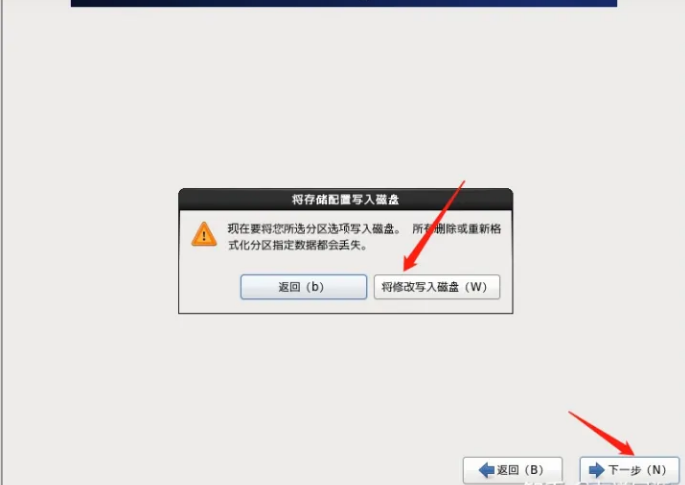 将存储配置写入磁盘
现在要将您所选分区选项写入磁盘。 所有删除或重新格
式化分区指定数据都会丢失。
返回（b）
将修改写入磁盘（W）
返回（B）
下一步（N）